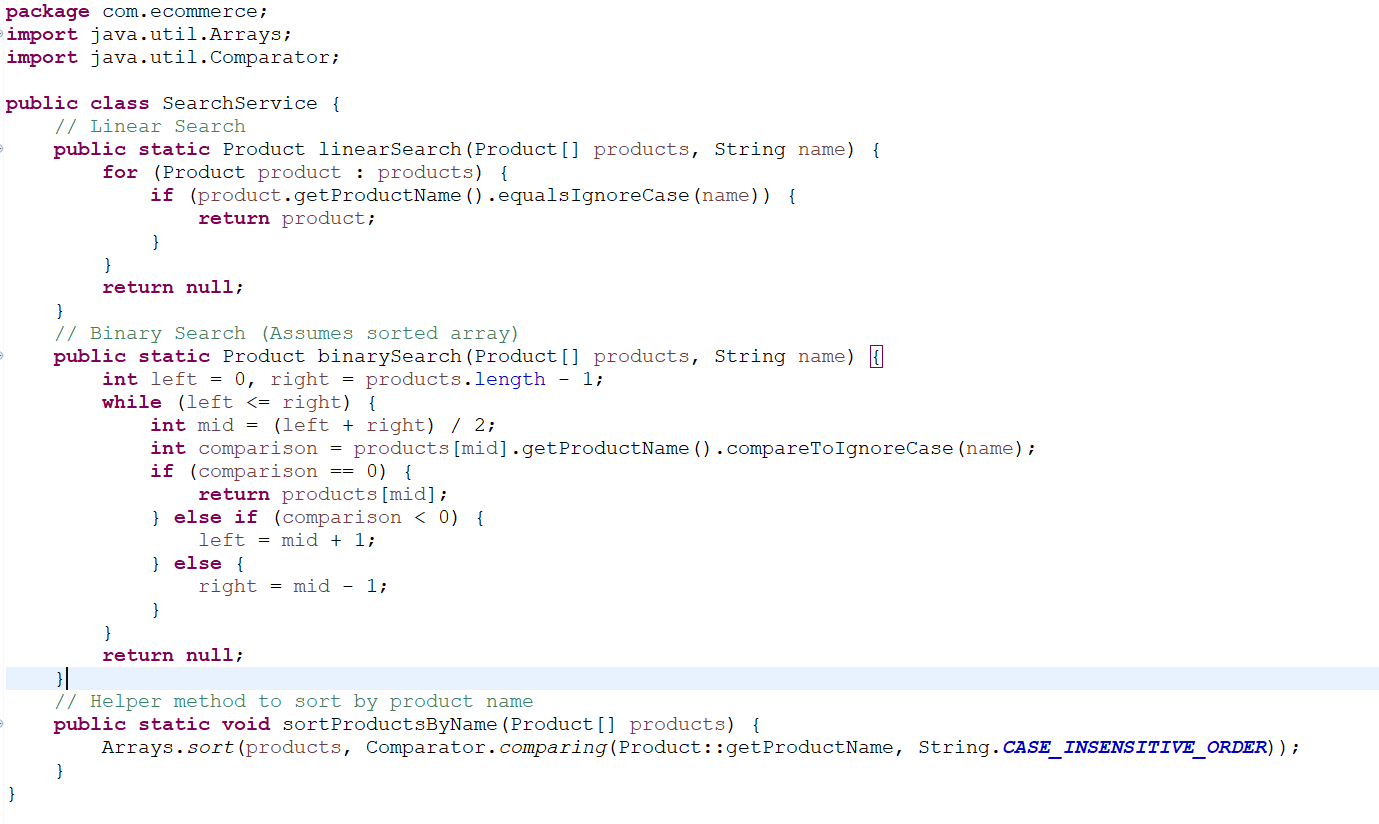 package com.ecommerce;
import java.util.Arrays;
import java.util.Comparator;

public class SearchService {
    // Linear Search
    public static Product linearSearch(Product[] products, String name) {
        for (Product product : products) {
            if (product.getProductName().equalsIgnoreCase(name)) {
                return product;
            }
        }
        return null;
    }
    // Binary Search (Assumes sorted array)
    public static Product binarySearch(Product[] products, String name) {
        int left = 0, right = products.length - 1;
        while (left <= right) {
            int mid = (left + right) / 2;
            int comparison = products[mid].getProductName().compareToIgnoreCase(name);
            if (comparison == 0) {
                return products[mid];
            } else if (comparison < 0) {
                left = mid + 1;
            } else {
                right = mid - 1;
            }
        }
        return null;
    }
    // Helper method to sort by product name
    public static void sortProductsByName(Product[] products) {
        Arrays.sort(products, Comparator.comparing(Product::getProductName, String.CASE_INSENSITIVE_ORDER));
    }
}